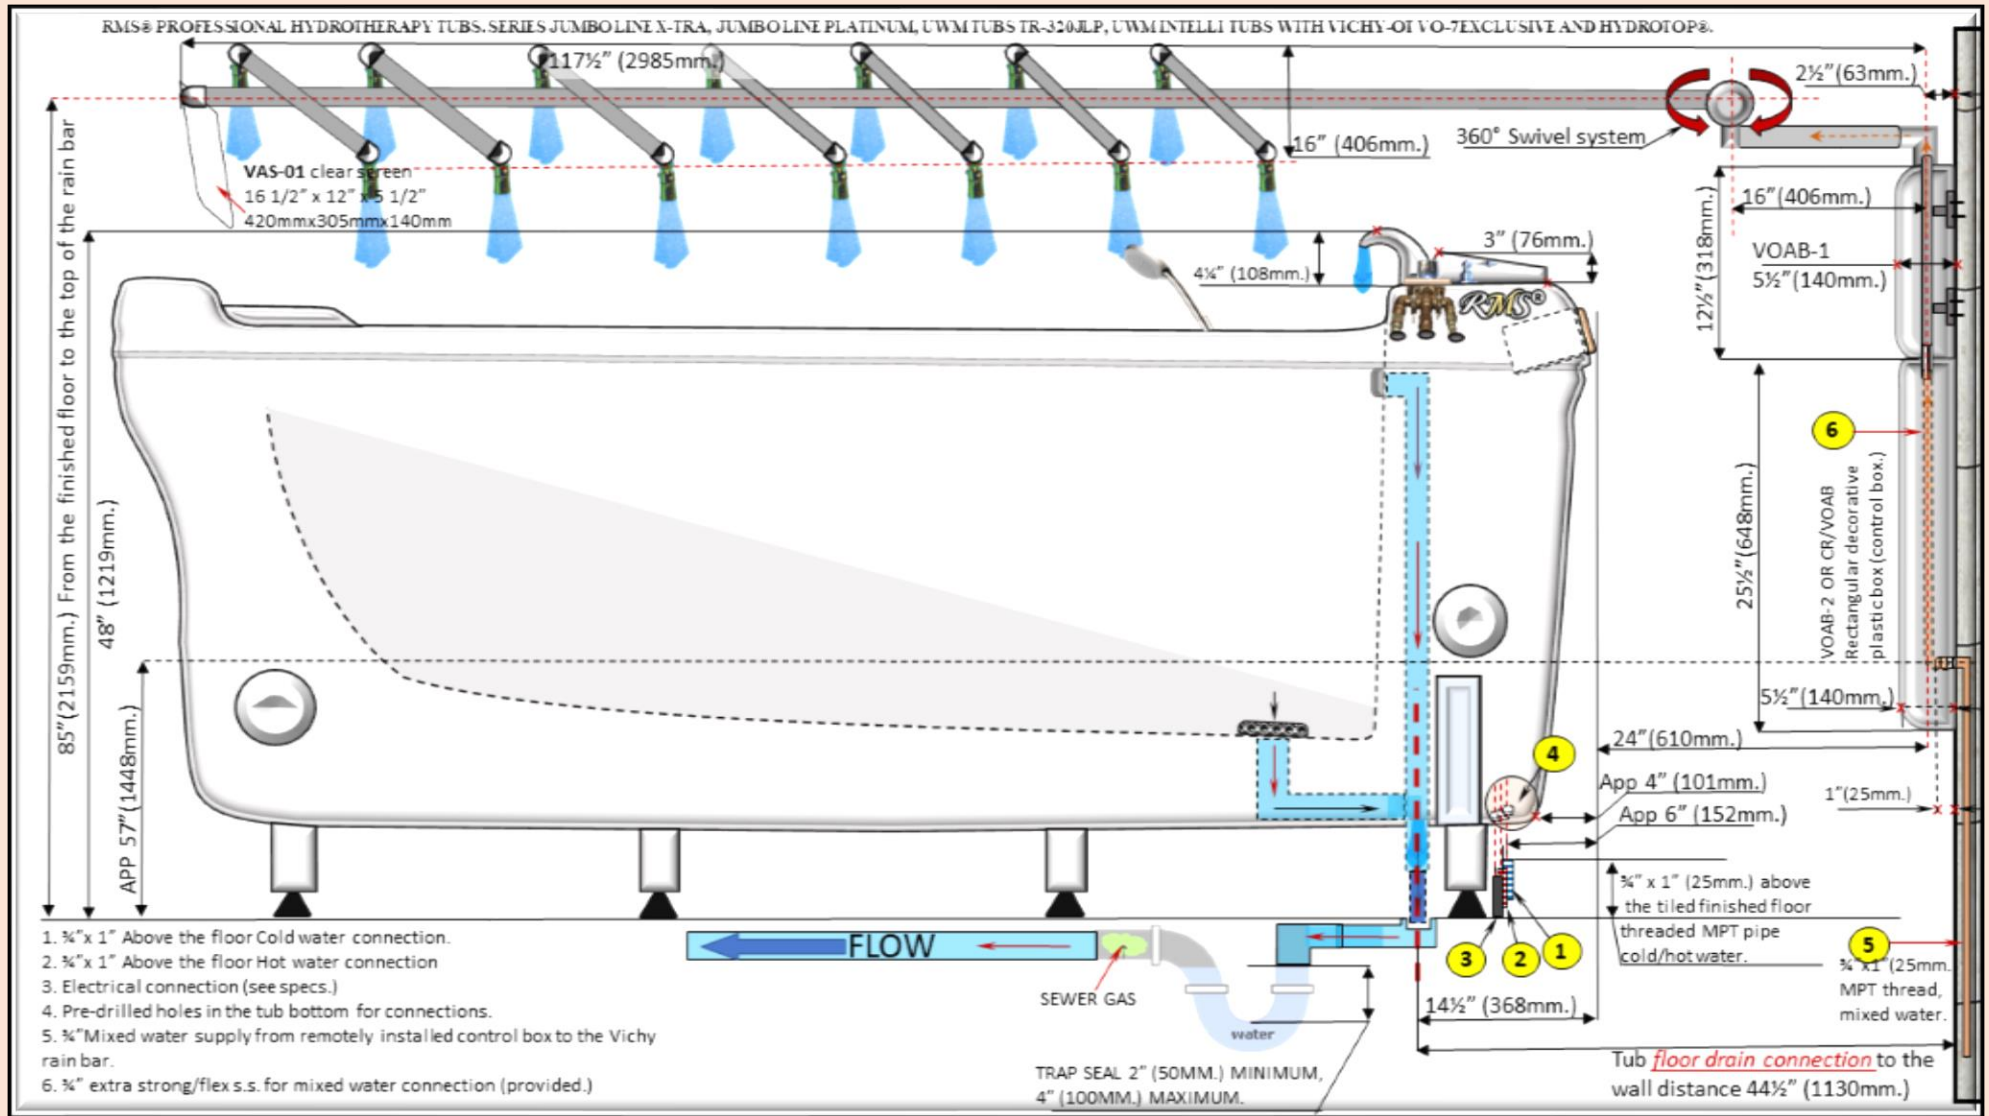 RMS® PROFESSIONAL HYDROTHERAPY TUBS. SERIES JUMBO LINE X-TRA, JUMBO LINE PLATINUM, UWM TUBS TR-320JLP, UWM INTELLI TUBS WITH VICHY-OI VO-7EXCLUSIVE AND HYDROTOP®.
117½” (2985mm.)
2½”(63mm.)
16” (406mm.)
360° Swivel system
VAS-01 clear screen
16 1/2” x 12” x 5 1/2”
420mmx305mmx140mm
85”(2159mm.) From the finished floor to the top of the rain bar
48” (1219mm.)
APP 57”(1448mm.)
4¼” (108mm.)
3” (76mm.)
RMS®
12½”(318mm.)
16”(406mm.)
VOAB-1
5½”(140mm.)
6
25½”(648mm.)
VOAB-2 OR CR/VOAB
Rectangular decorative
plastic box (control box.)
5½”(140mm.)
24”(610mm.)
4
App 4” (101mm.)
App 6” (152mm.)
1”(25mm.)
¾” x 1” (25mm.) above
the tiled finished floor
threaded MPT pipe
cold/hot water.
3
2
1
5
¾”x1”(25mm.
MPT thread,
mixed water.
FLOW
SEWER GAS
water
14½” (368mm.)
TRAP SEAL 2” (50MM.) MINIMUM,
4” (100MM.) MAXIMUM.
Tub floor drain connection to the
wall distance 44½” (1130mm.)
1. ¾”x 1” Above the floor Cold water connection.
2. ¾”x 1” Above the floor Hot water connection
3. Electrical connection (see specs.)
4. Pre-drilled holes in the tub bottom for connections.
5. ¾”Mixed water supply from remotely installed control box to the Vichy
rain bar.
6. ¾” extra strong/flex s.s. for mixed water connection (provided.)